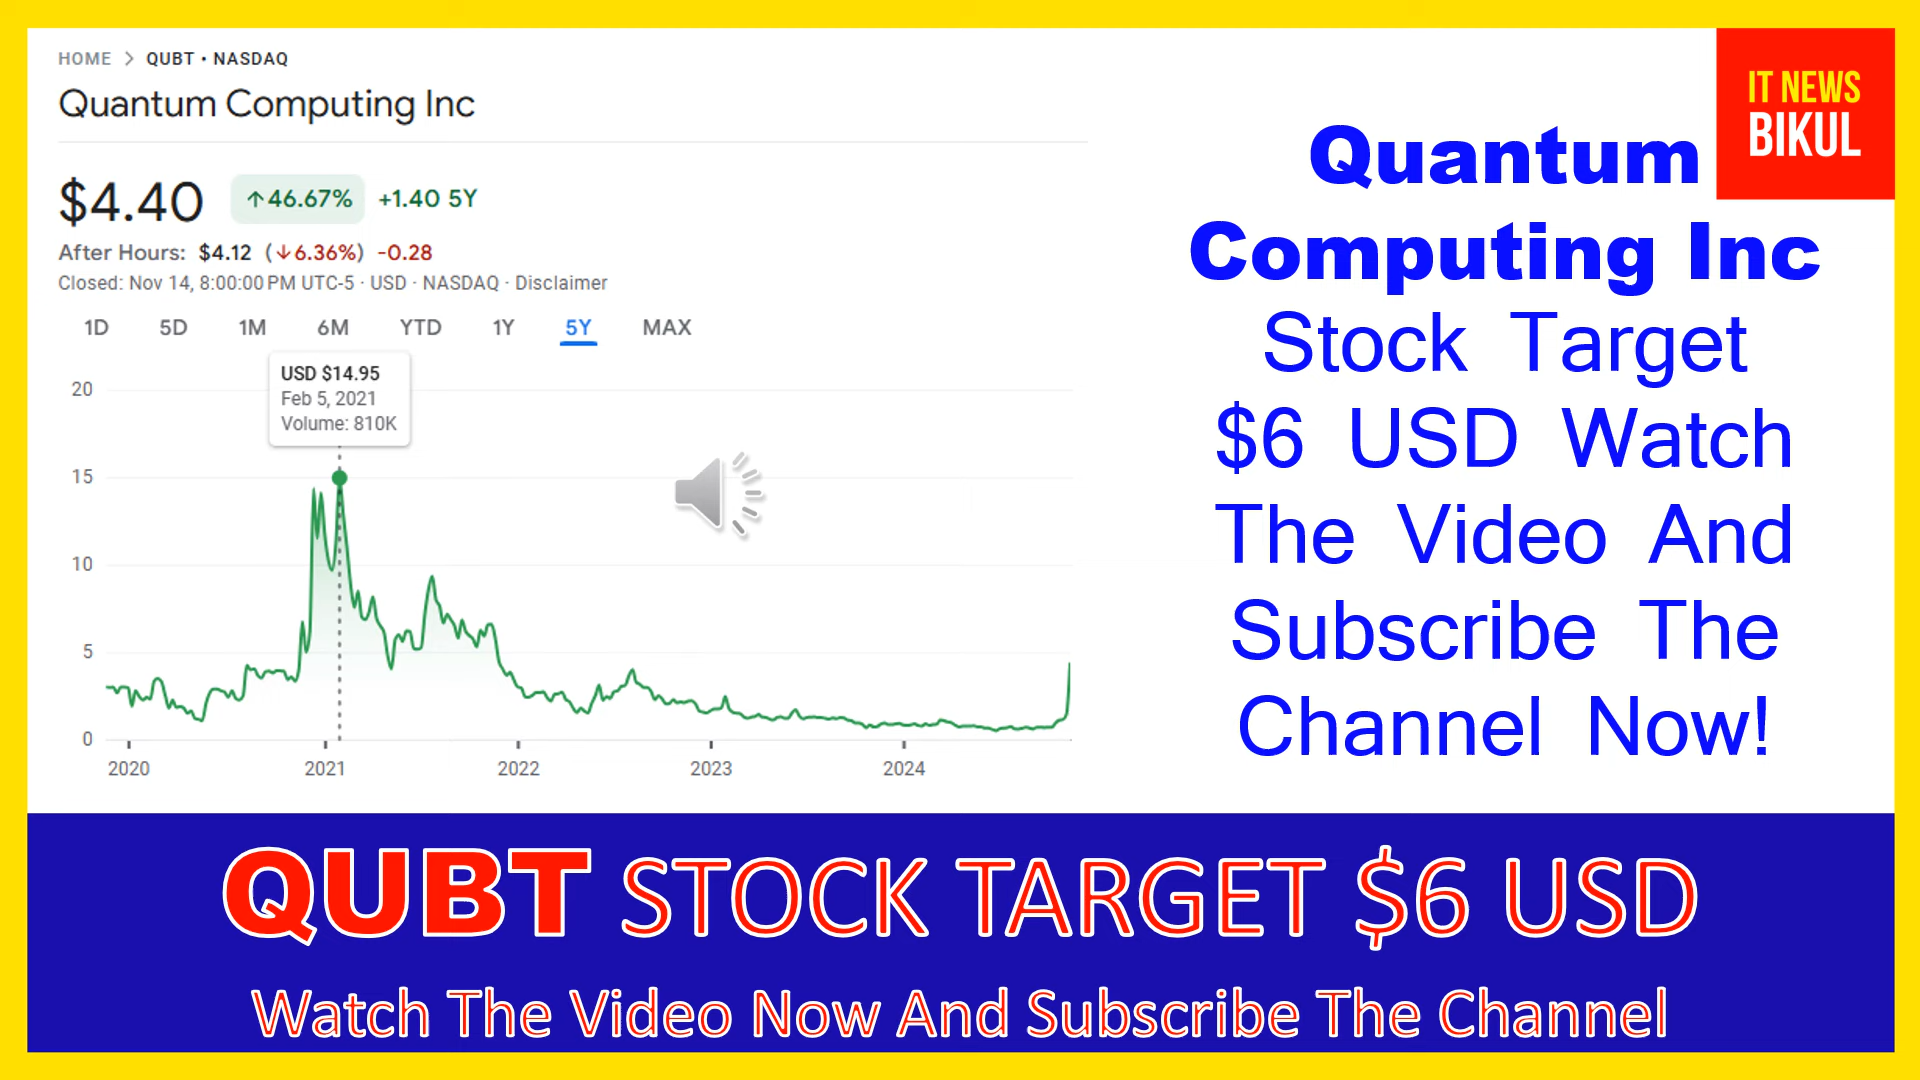 HOME > QUBT • NASDAQ
Quantum Computing Inc
$4.40 ↑46.67% +1.40 5Y
After Hours: $4.12 (↓6.36%) -0.28
Closed: Nov 14, 8:00:00 PM UTC-5 · USD · NASDAQ · Disclaimer
1D 5D 1M 6M YTD 1Y 5Y MAX
USD $14.95
Feb 5, 2021
Volume: 810K
20
15
10
5
0
2020 2021 2022 2023 2024
IT NEWS
BIKUL
Quantum
Computing Inc
Stock Target
$6 USD Watch
The Video And
Subscribe The
Channel Now!
QUBT STOCK TARGET $6 USD
Watch The Video Now And Subscribe The Channel